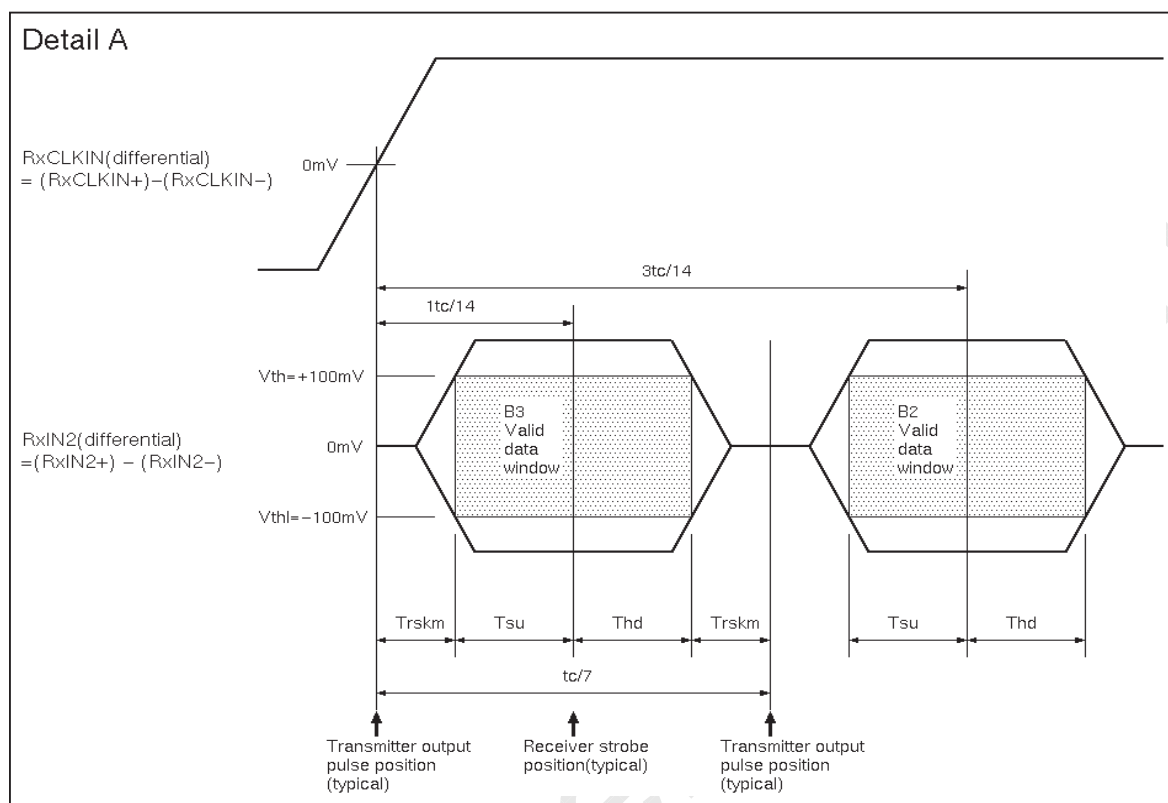 Detail A
RxCLKIN(differential)
= (RxCLKIN+)−(RxCLKIN−)
0mV
3tc/14
1tc/14
Vth=+100mV
B3
Valid
data
window
B2
Valid
data
window
RxIN2(differential)
=(RxIN2+) − (RxIN2−)
0mV
Vthl=−100mV
Trskm
Tsu
Thd
Trskm
Tsu
Thd
tc/7
Transmitter output
pulse position
(typical)
Receiver strobe
position(typical)
Transmitter output
pulse position
(typical)